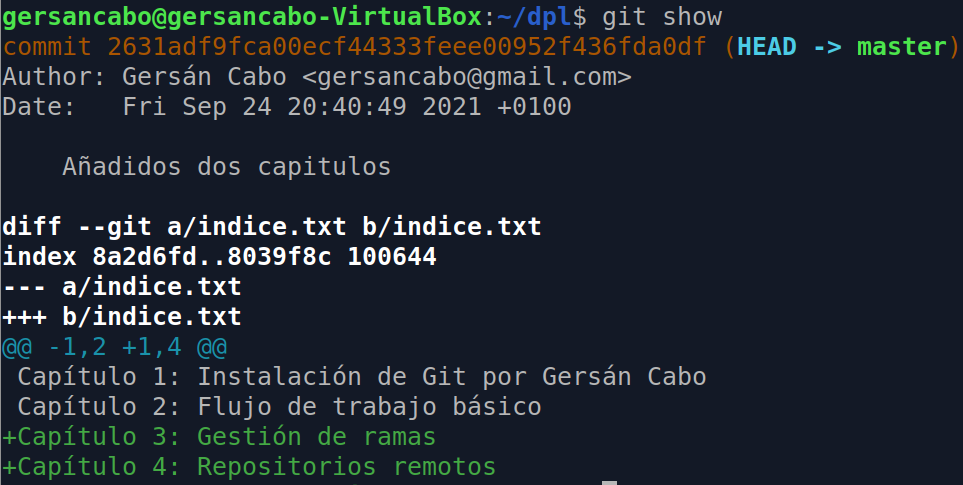 gersancabo@gersancabo-VirtualBox:~/dpl$ git show
commit 2631adf9fca00ecf44333feee00952f436fda0df (HEAD -> master)
Author: Gersán Cabo <gersancabo@gmail.com>
Date:   Fri Sep 24 20:40:49 2021 +0100

    Añadidos dos capitulos

diff --git a/indice.txt b/indice.txt
index 8a2d6fd..8039f8c 100644
--- a/indice.txt
+++ b/indice.txt
@@ -1,2 +1,4 @@
 Capítulo 1: Instalación de Git por Gersán Cabo
 Capítulo 2: Flujo de trabajo básico
+Capítulo 3: Gestión de ramas
+Capítulo 4: Repositorios remotos